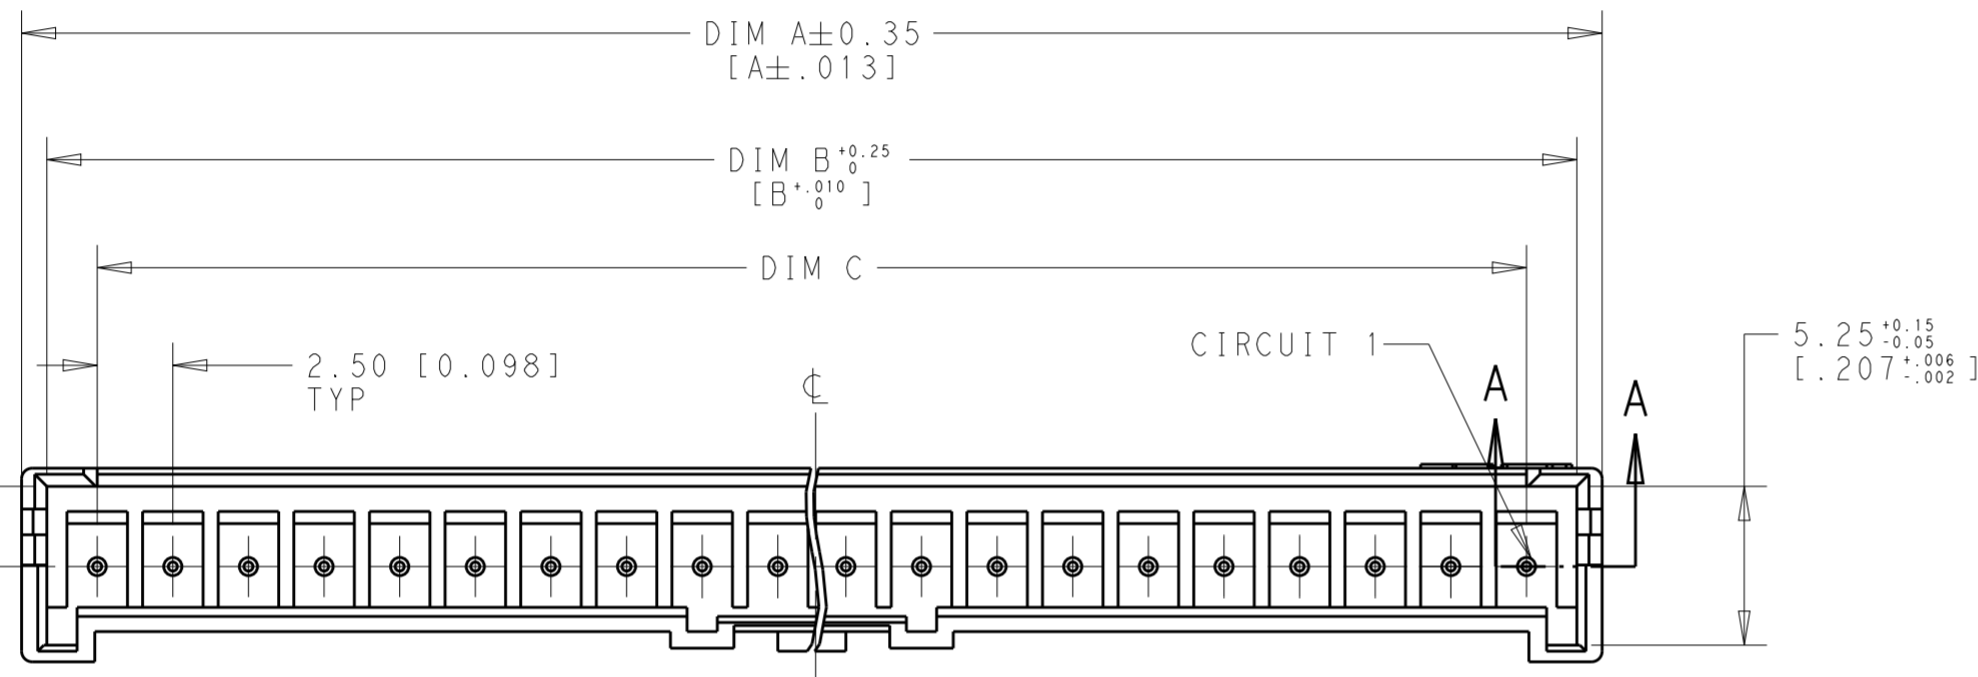 DIM A±0.35
[A±.013]
DIM B +0.25 0
[B +.010 0 ]
DIM C
CIRCUIT 1
5.25 +0.15 -0.05
[.207 +.006 -.002 ]
2.50 [0.098]
TYP
℄
A
A